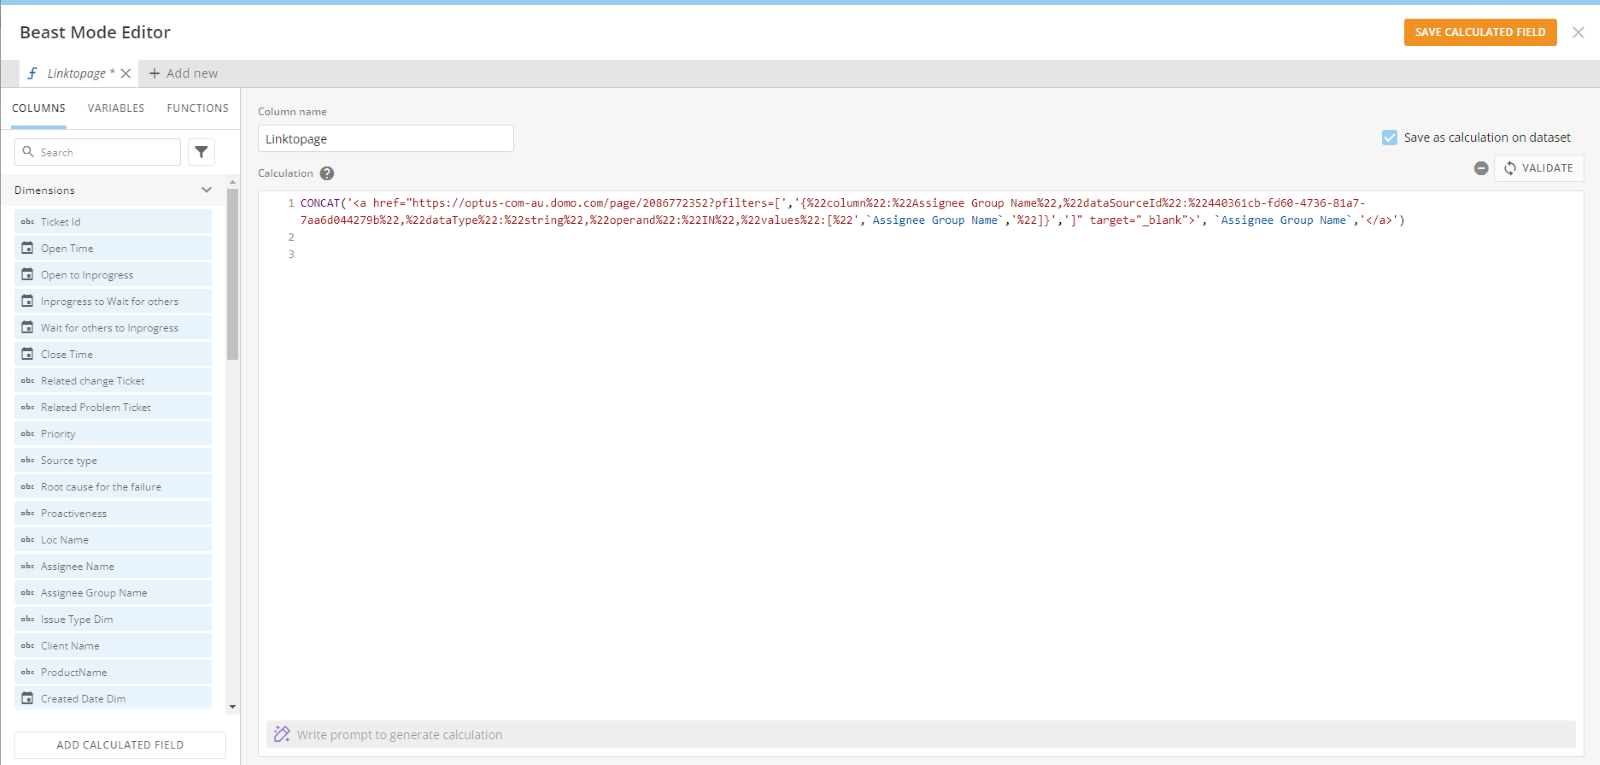 Beast Mode Editor
SAVE CALCULATED FIELD
Linktopage *
Add new
COLUMNS VARIABLES FUNCTIONS
Search
Dimensions
abc Ticket Id
Open Time
Open to Inprogress
Inprogress to Wait for others
Wait for others to Inprogress
Close Time
abc Related change Ticket
abc Related Problem Ticket
abc Priority
abc Source type
abc Root cause for the failure
abc Proactiveness
abc Loc Name
abc Assignee Name
abc Assignee Group Name
abc Issue Type Dim
abc Client Name
abc ProductName
Created Date Dim
ADD CALCULATED FIELD
Column name
Linktopage
Save as calculation on dataset
Calculation ?
VALIDATE
1 CONCAT('<a href="https://optus-com-au.domo.com/page/2086772352?pfilters=[','{%22column%22:%22Assignee Group Name%22,%22dataSourceId%22:%22440361cb-fd60-4736-81a7-
7aa6d044279b%22,%22dataType%22:%22string%22,%22operand%22:%22IN%22,%22values%22:[%22',`Assignee Group Name`,'%22]}',']" target="_blank">', `Assignee Group Name`,'</a>')
2
3
Write prompt to generate calculation